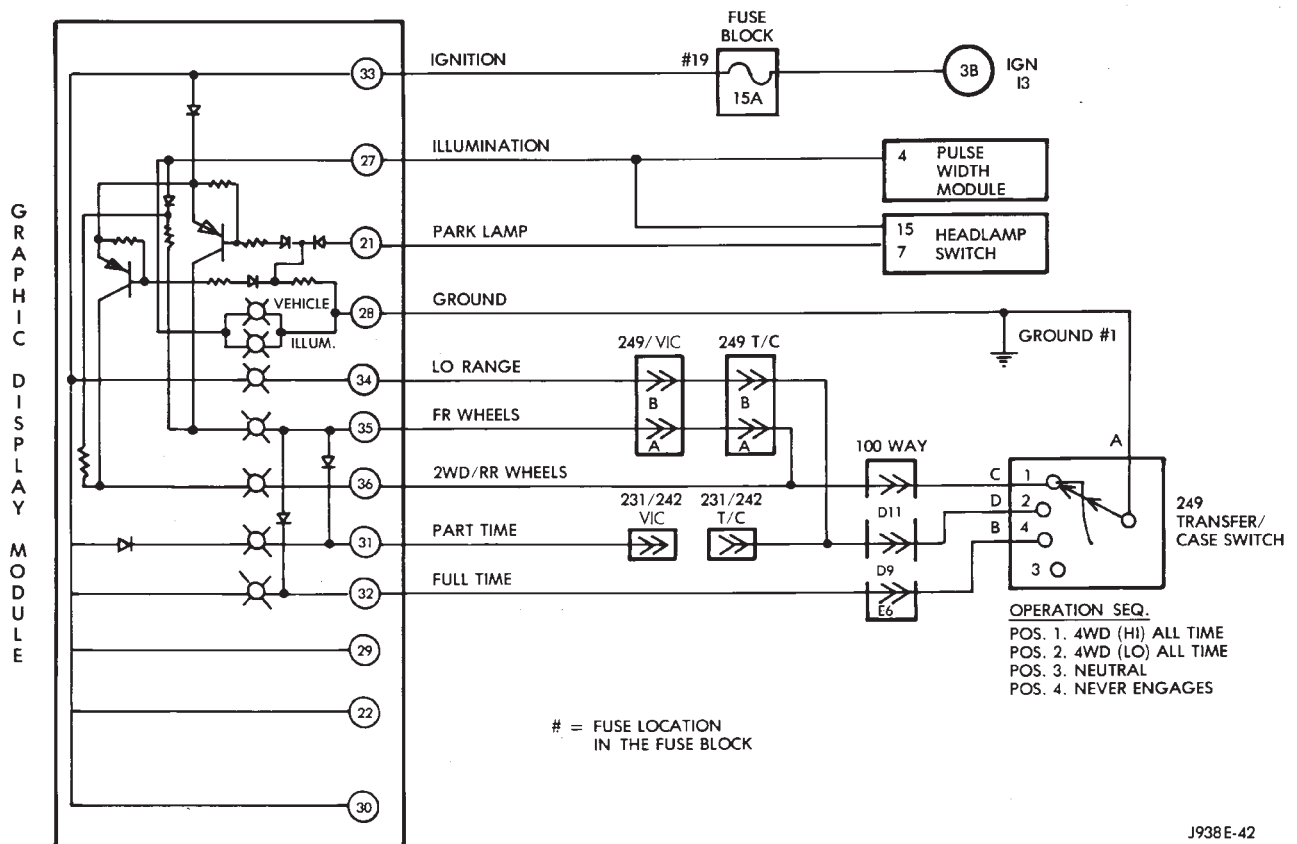 GRAPHIC DISPLAY MODULE
33
IGNITION
#19
FUSE
BLOCK
15A
3B
IGN
I3
27
ILLUMINATION
4 PULSE
WIDTH
MODULE
21
PARK LAMP
15 HEADLAMP
7 SWITCH
VEHICLE
ILLUM.
28
GROUND
GROUND #1
249/VIC
249 T/C
34
LO RANGE
B
B
35
FR WHEELS
A
A
36
2WD/RR WHEELS
100 WAY
D11
D9
E6
231/242
VIC
231/242
T/C
31
PART TIME
32
FULL TIME
29
22
30
A
C 1
D 2
B 4
3
249
TRANSFER/
CASE SWITCH
OPERATION SEQ.
POS. 1. 4WD (HI) ALL TIME
POS. 2. 4WD (LO) ALL TIME
POS. 3. NEUTRAL
POS. 4. NEVER ENGAGES
# = FUSE LOCATION
IN THE FUSE BLOCK
J938E-42